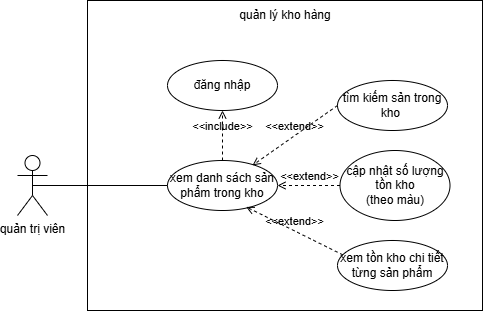 quản lý kho hàng
đăng nhập
tìm kiếm sản trong
kho
<<include>>
<<extend>>
xem danh sách sản
phẩm trong kho
<<extend>>
cập nhật số lượng
tồn kho
(theo màu)
quản trị viên
<<extend>>
xem tồn kho chi tiết
từng sản phẩm